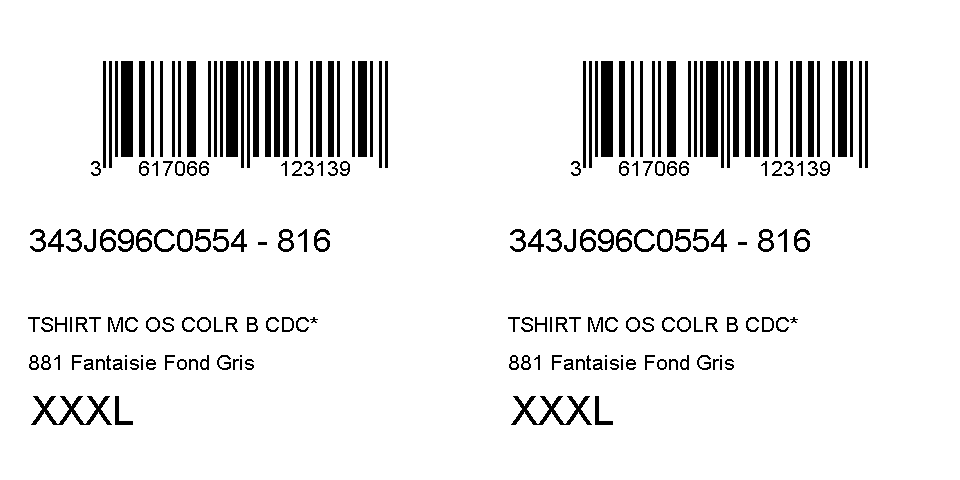 3 617066 123139
343J696C0554 - 816
TSHIRT MC OS COLR B CDC*
881 Fantaisie Fond Gris
XXXL
3 617066 123139
343J696C0554 - 816
TSHIRT MC OS COLR B CDC*
881 Fantaisie Fond Gris
XXXL